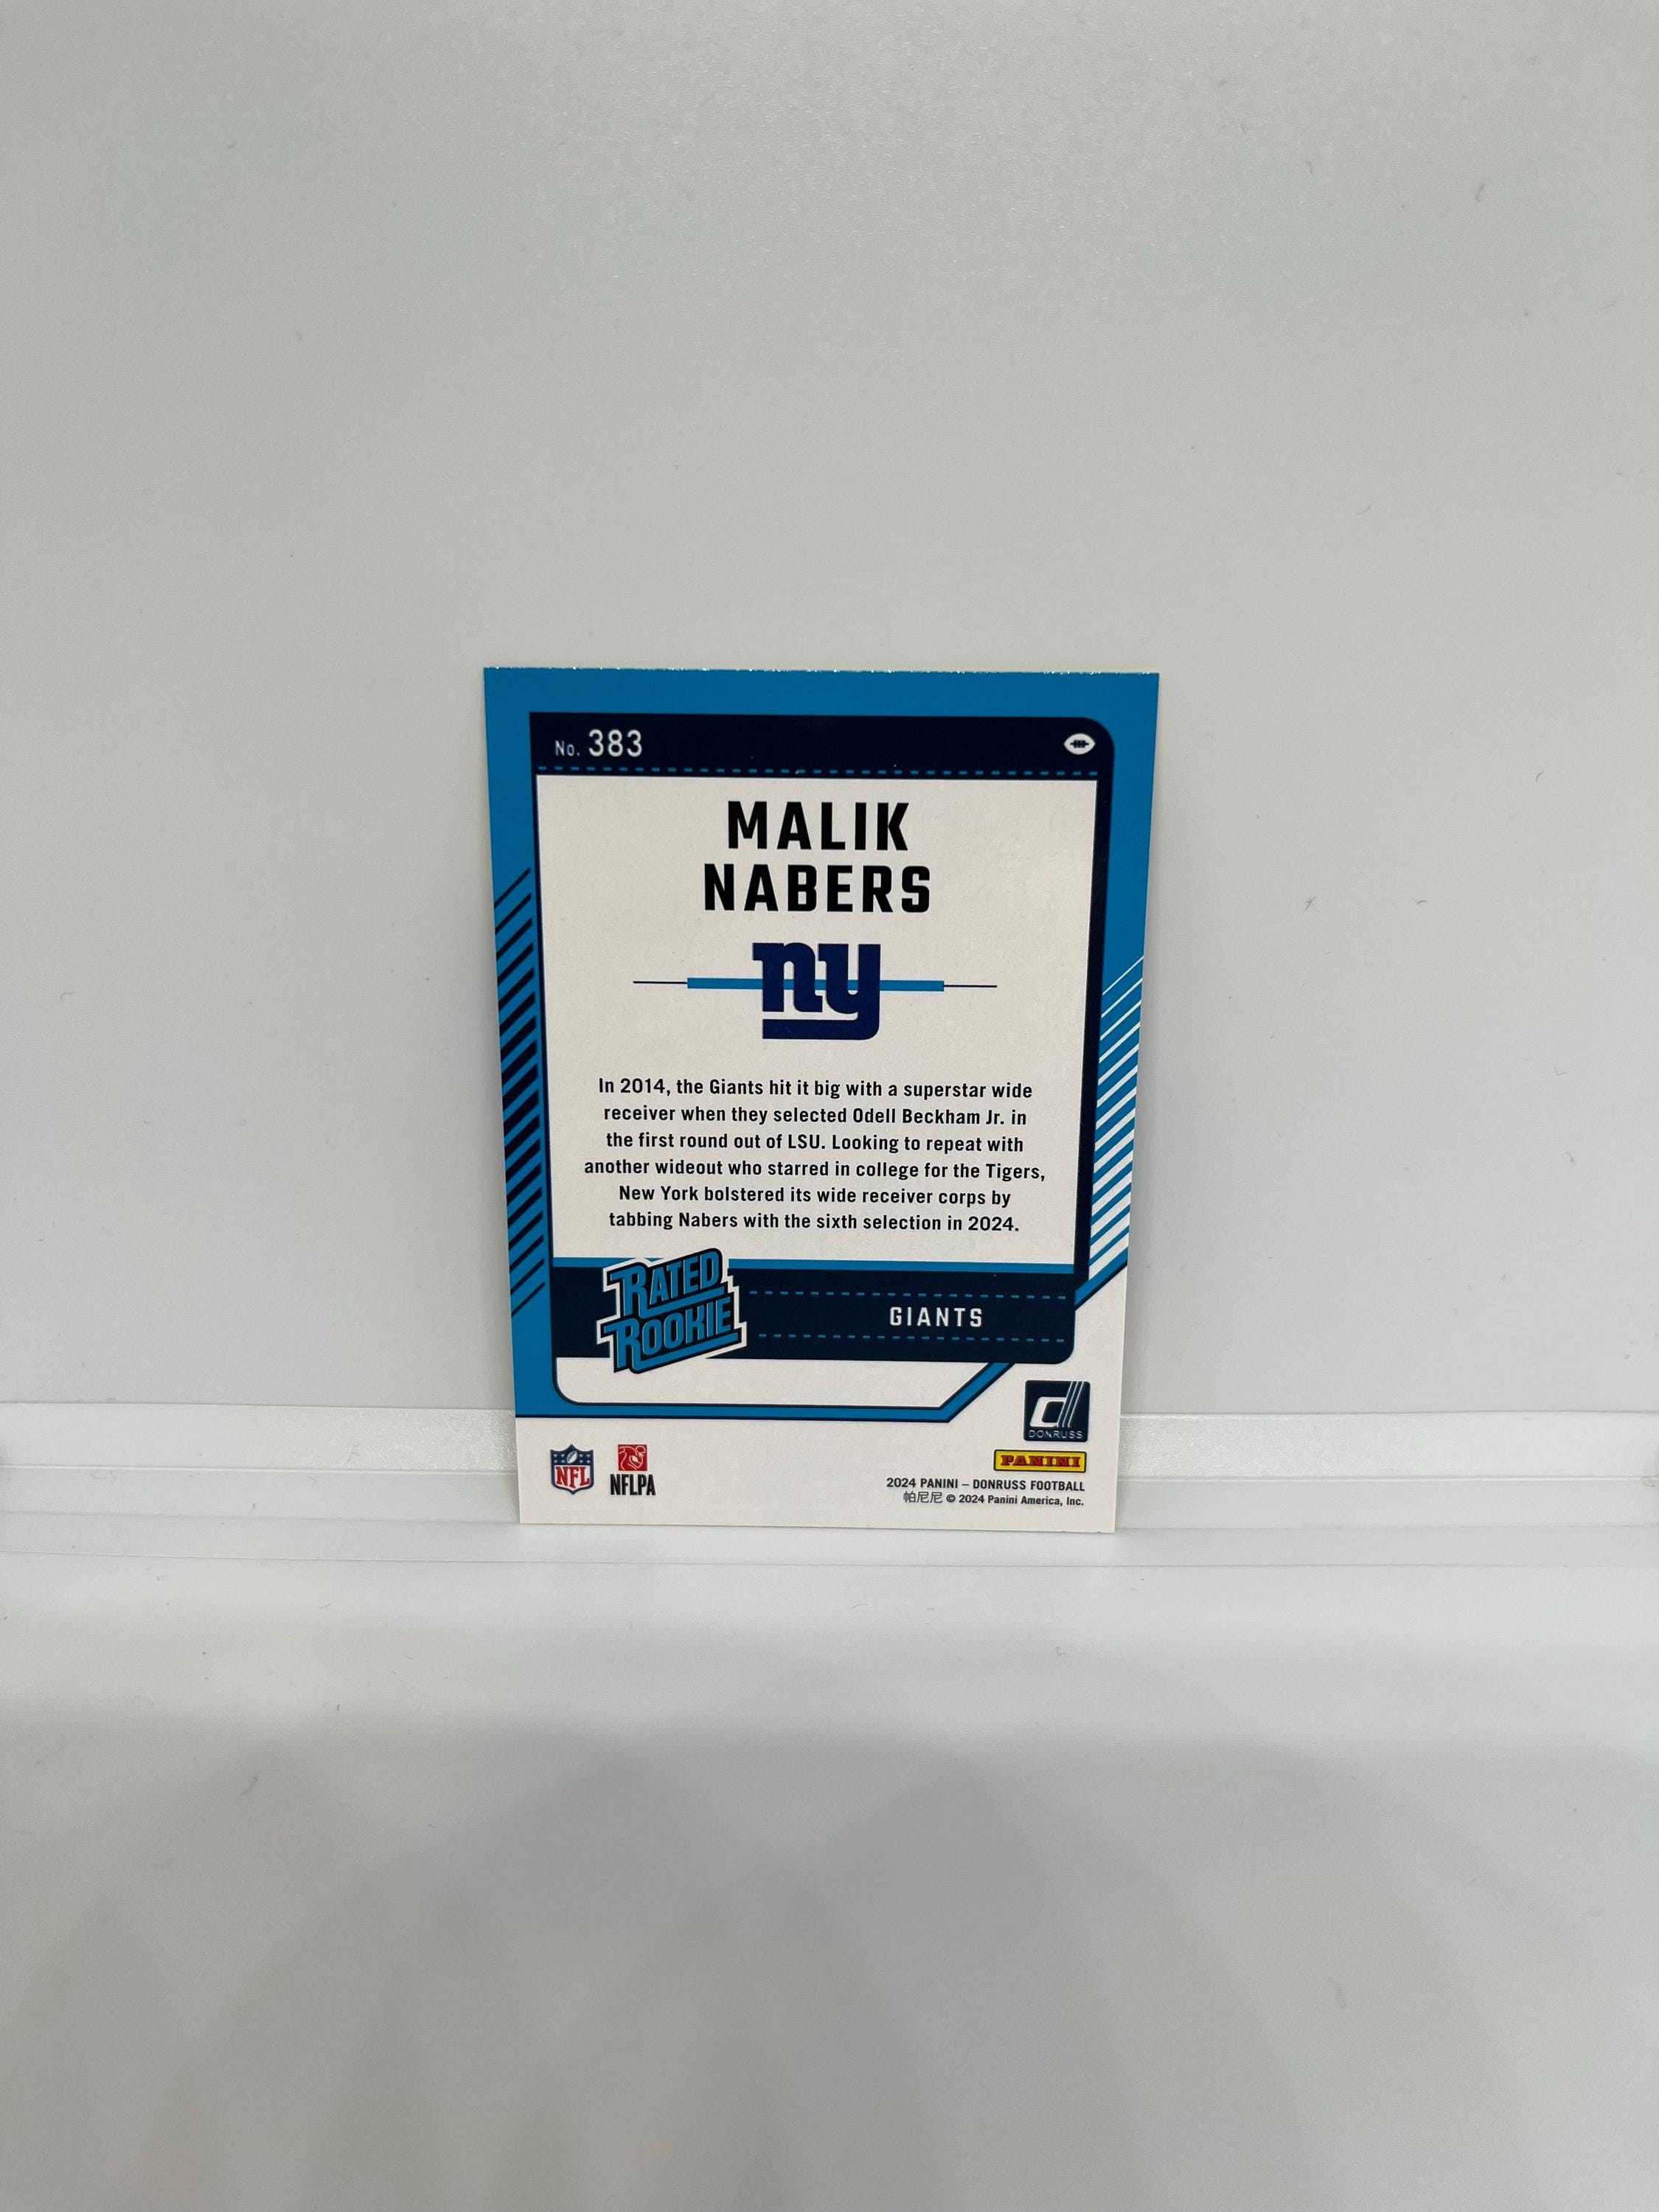 No. 383
MALIK
NABERS
ny
In 2014, the Giants hit it big with a superstar wide
receiver when they selected Odell Beckham Jr. in
the first round out of LSU. Looking to repeat with
another wideout who starred in college for the Tigers,
New York bolstered its wide receiver corps by
tabbing Nabers with the sixth selection in 2024.
RATED
ROOKIE
GIANTS
DONRUSS
PANINI
NFL
NFLPA
2024 PANINI – DONRUSS FOOTBALL
帕尼尼 © 2024 Panini America, Inc.